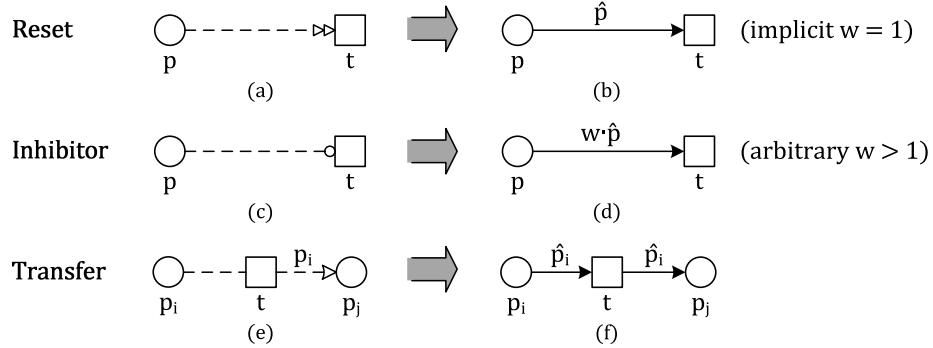 Reset
p
t
(a)
p̂
p
t
(b)
(implicit w = 1)
Inhibitor
p
t
(c)
w·p̂
p
t
(d)
(arbitrary w > 1)
Transfer
pᵢ
pᵢ
t
pⱼ
(e)
p̂ᵢ
p̂ᵢ
pᵢ
t
pⱼ
(f)